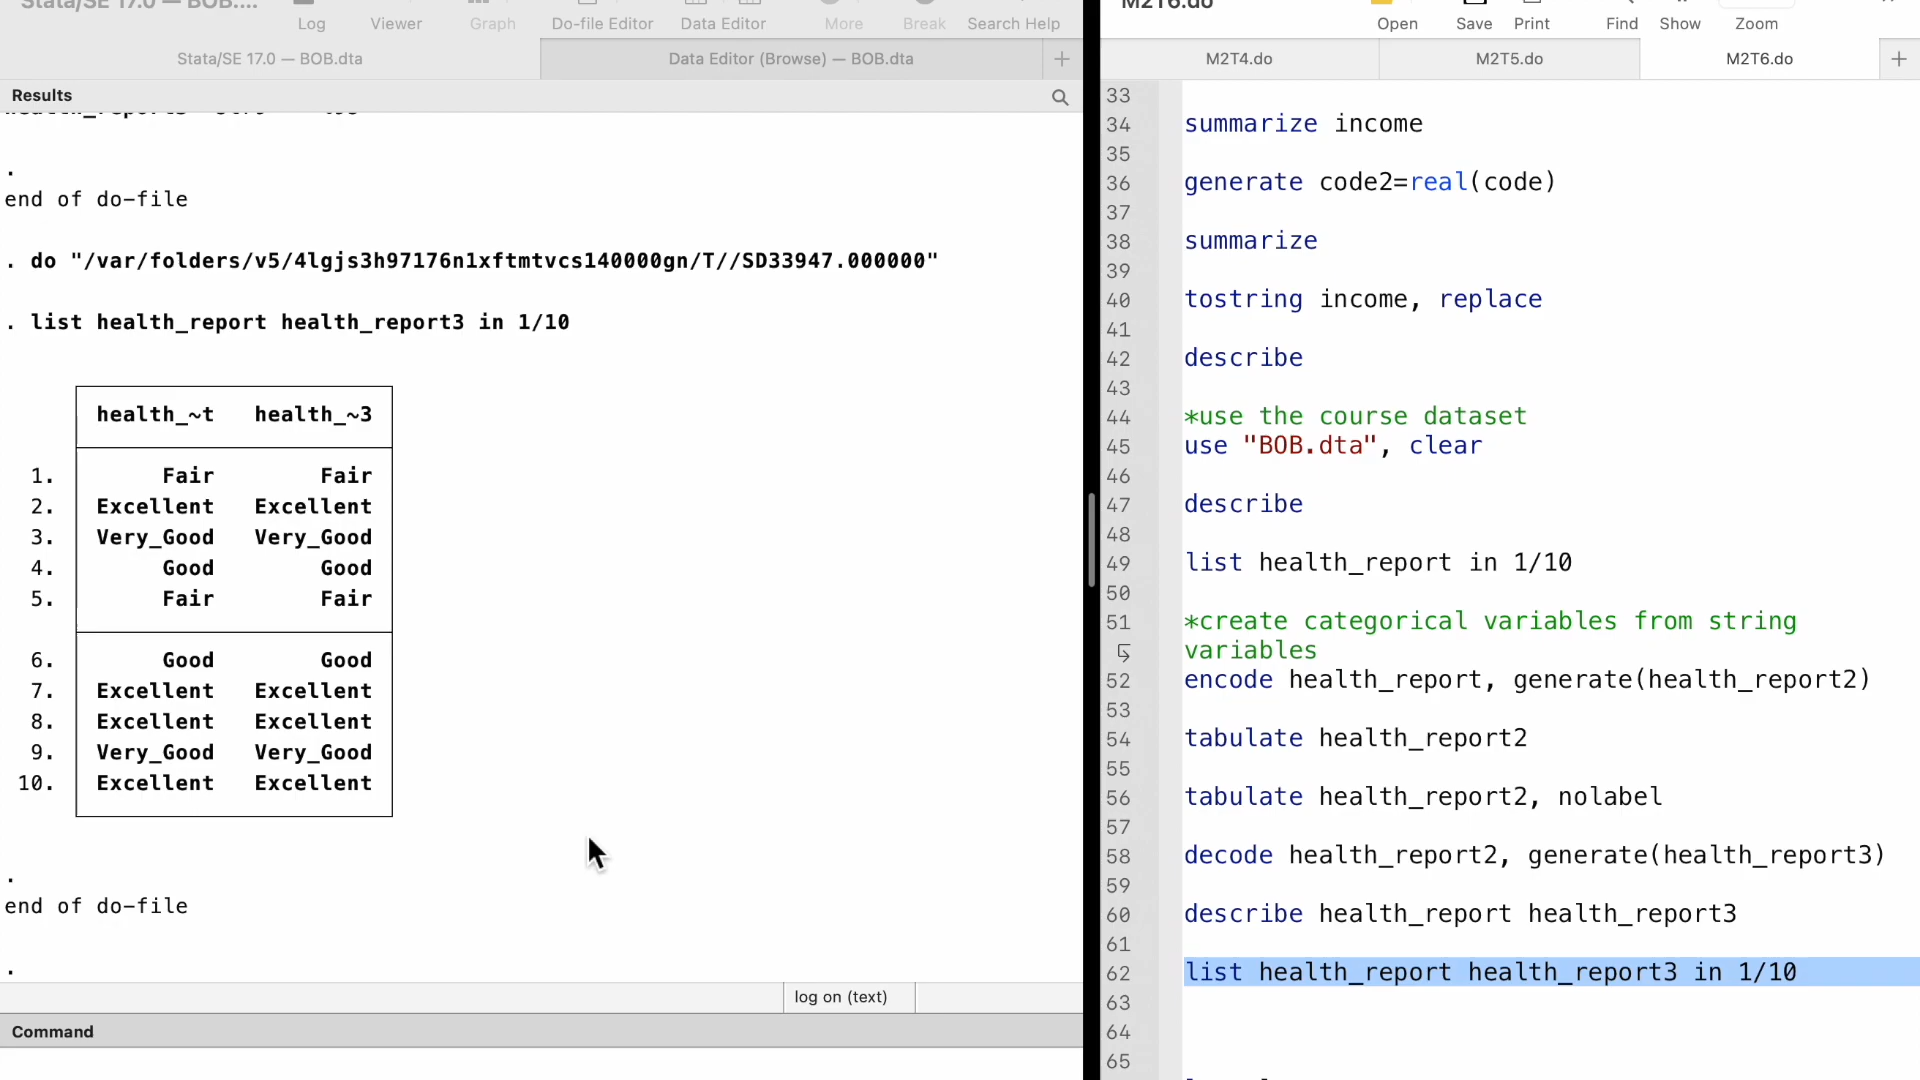 Stata/SE 17.0 — BOB....
Log Viewer Graph Do-file Editor Data Editor More Break Search Help
Stata/SE 17.0 — BOB.dta
Data Editor (Browse) — BOB.dta
Results
.
end of do-file
. do "/var/folders/v5/4lgjs3h97176n1xftmtvcs140000gn/T//SD33947.000000"
. list health_report health_report3 in 1/10
health_~t health_~3
1. Fair Fair
2. Excellent Excellent
3. Very_Good Very_Good
4. Good Good
5. Fair Fair
6. Good Good
7. Excellent Excellent
8. Excellent Excellent
9. Very_Good Very_Good
10. Excellent Excellent
.
end of do-file
.
log on (text)
Command
M2T6.do
Open Save Print Find Show Zoom
M2T4.do M2T5.do M2T6.do
33
34 summarize income
35
36 generate code2=real(code)
37
38 summarize
39
40 tostring income, replace
41
42 describe
43
44 *use the course dataset
45 use "BOB.dta", clear
46
47 describe
48
49 list health_report in 1/10
50
51 *create categorical variables from string
variables
52 encode health_report, generate(health_report2)
53
54 tabulate health_report2
55
56 tabulate health_report2, nolabel
57
58 decode health_report2, generate(health_report3)
59
60 describe health_report health_report3
61
62 list health_report health_report3 in 1/10
63
64
65